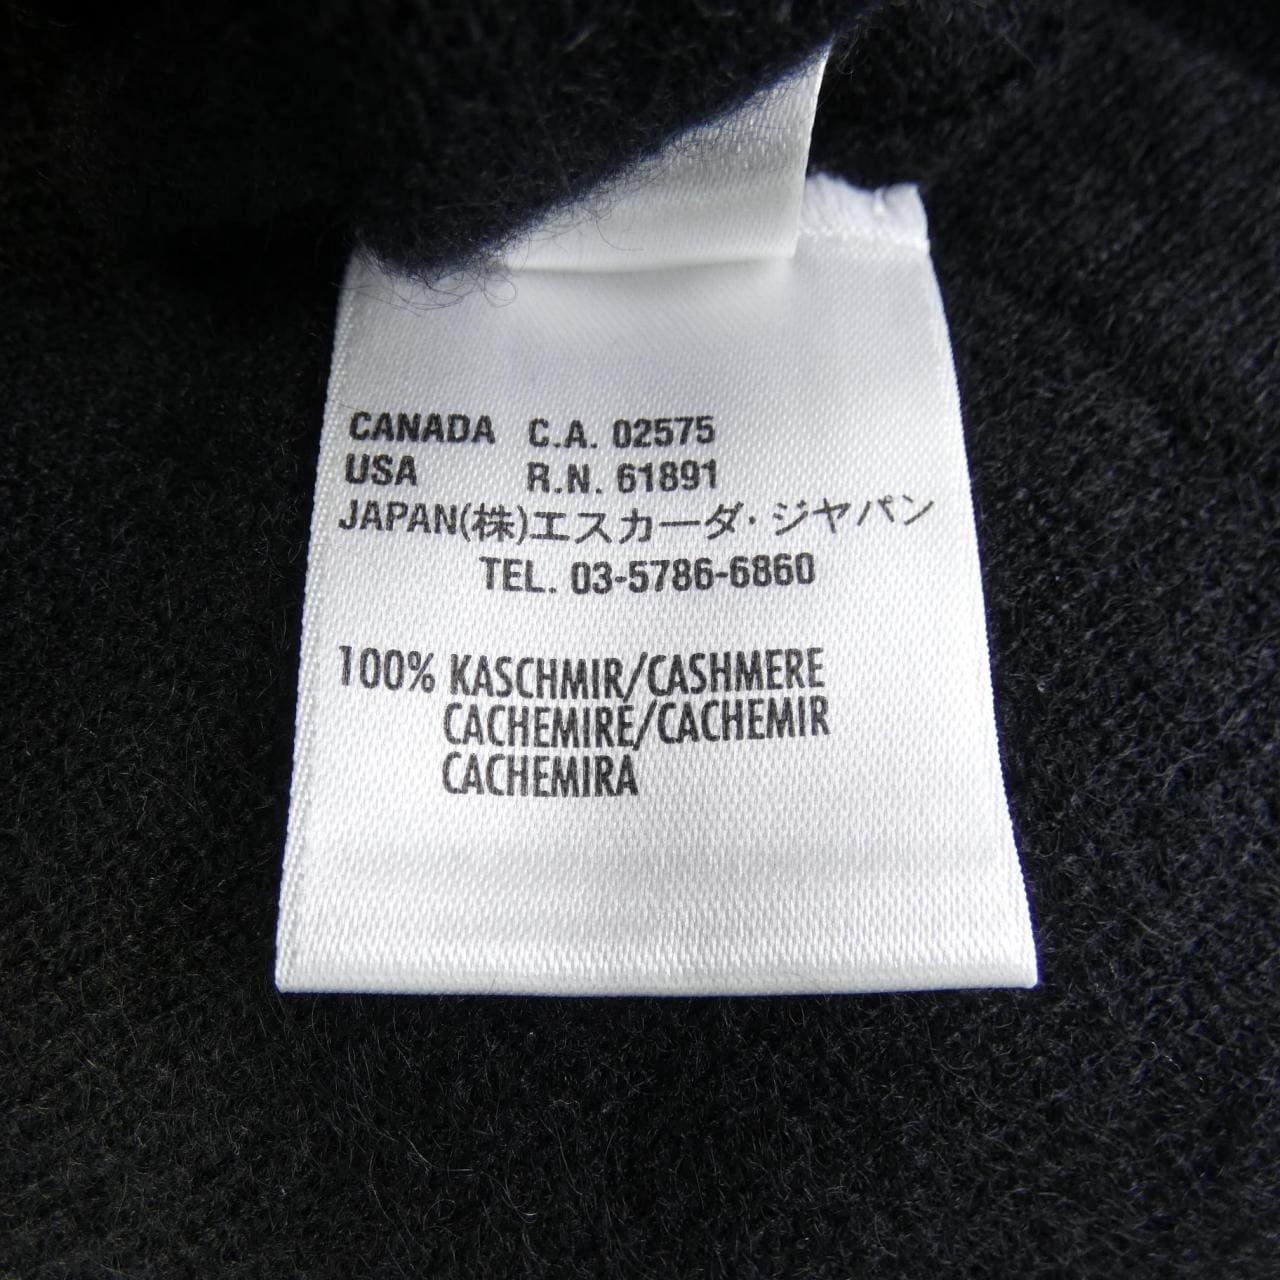 CANADA C.A. 02575
USA R.N. 61891
JAPAN(株)エスカーダ・ジャパン
TEL. 03-5786-6860
100% KASCHMIR/CASHMERE
CACHEMIRE/CACHEMIR
CACHEMIRA